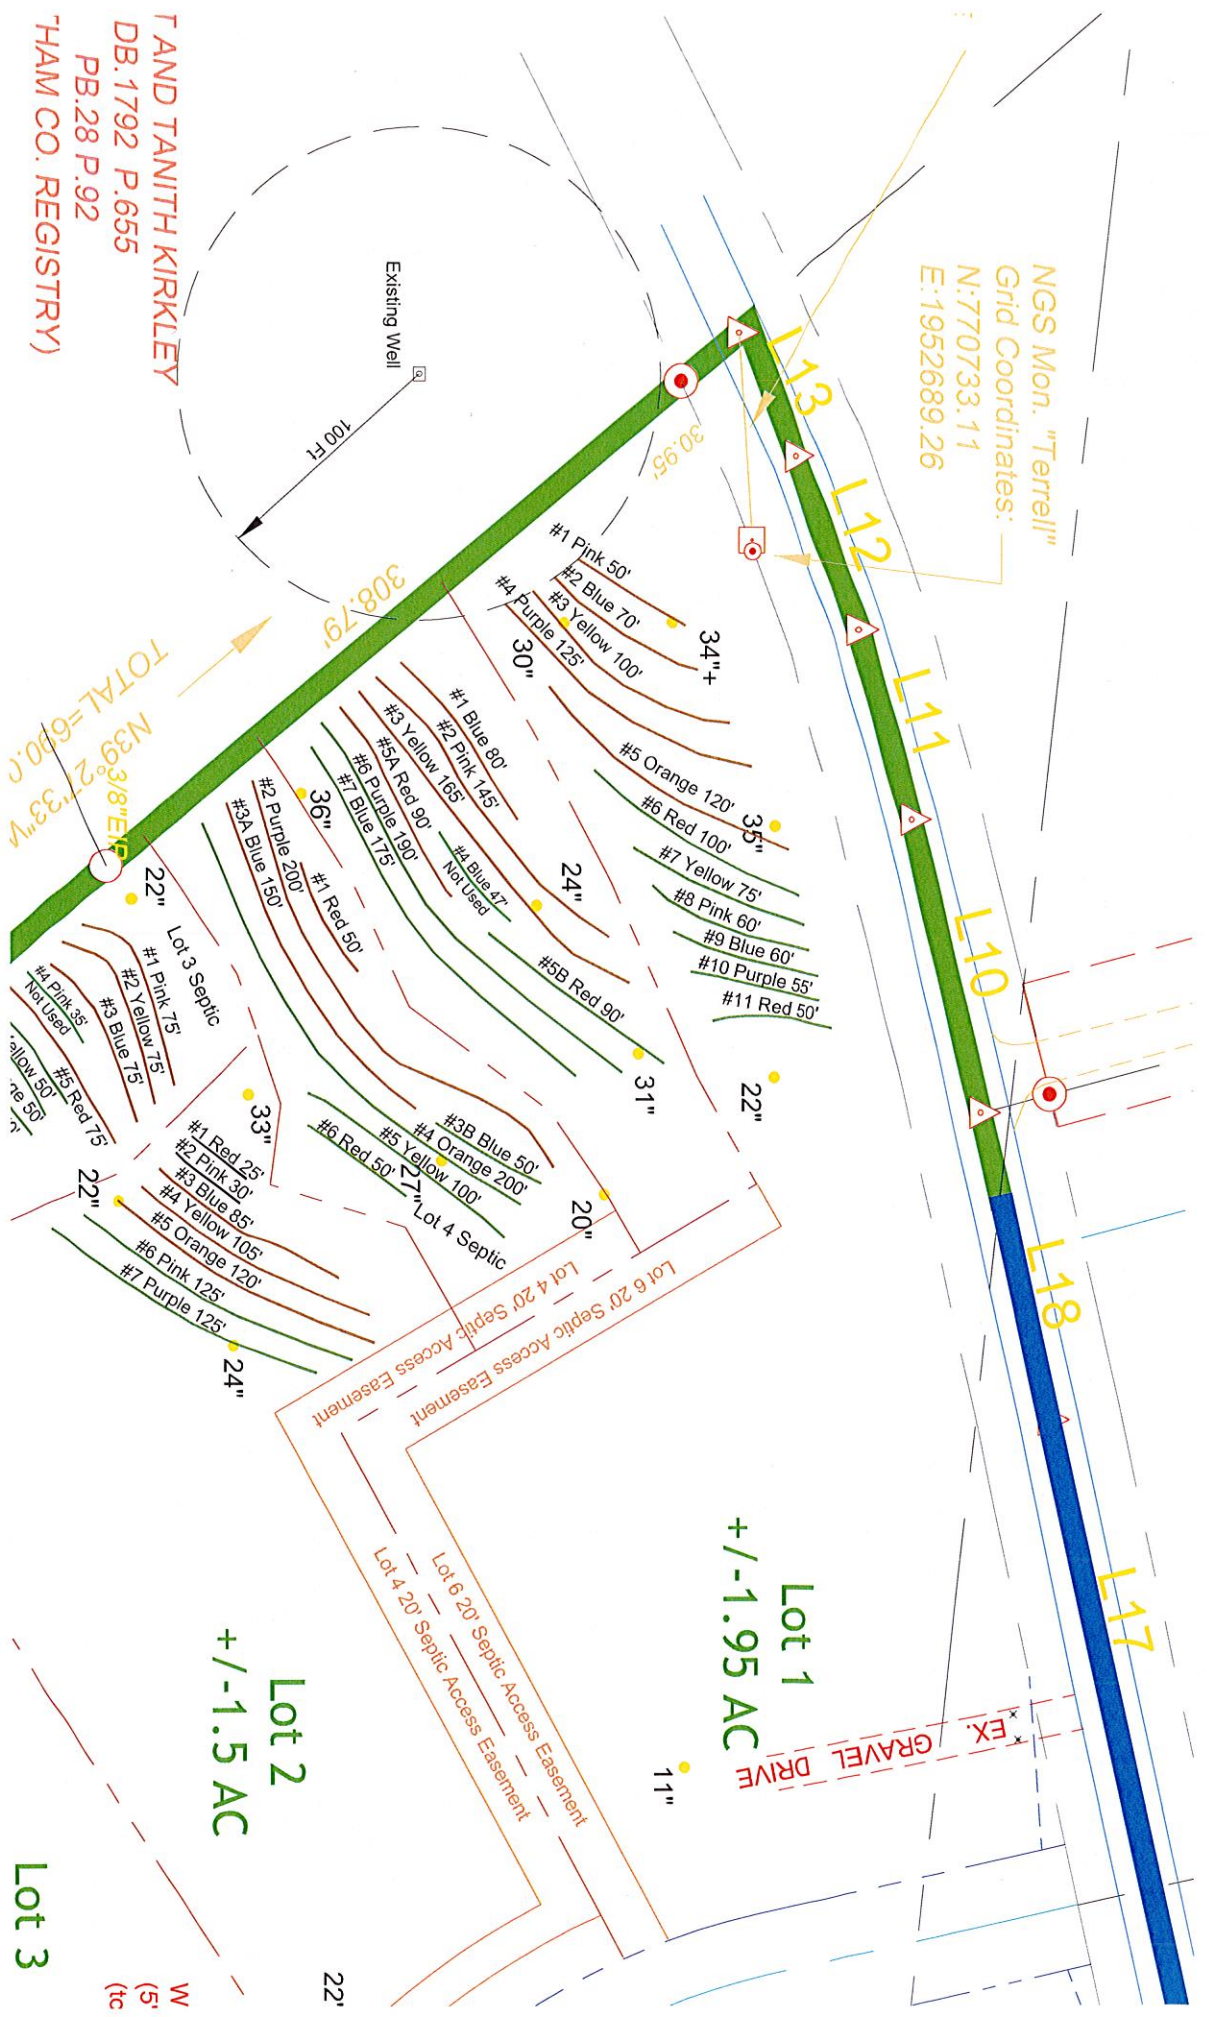 T AND TANITH KIRKLEY
DB.1792 P.655
PB.28 P.92
HAM CO. REGISTRY)
NGS Mon. "Terrell"
Grid Coordinates:
N:770733.11
E:1952689.26
Existing Well
100 Ft
L13
L12
L11
L10
L18
L17
30.95'
308.79'
TOTAL=690.
N39°
33"W
3/8"EIP
#1 Pink 50'
#2 Blue 70'
#3 Yellow 100'
#4 Purple 125'
34"+
30"
#5 Orange 120'
35"
#6 Red 100'
#7 Yellow 75'
#8 Pink 60'
#9 Blue 60'
#10 Purple 55'
#11 Red 50'
22"
#1 Blue 80'
#2 Pink 145'
#3 Yellow 165'
#5A Red 90'
#6 Purple 190'
#7 Blue 175'
#4 Blue 47'
Not Used
24"
#5B Red 90'
31"
36"
#1 Red 50'
#2 Purple 200'
#3A Blue 150'
#3B Blue 50'
#4 Orange 200'
#5 Yellow 100'
#6 Red 50'
27"
20"
Lot 4 Septic
22"
Lot 3 Septic
#1 Pink 75'
#2 Yellow 75'
#3 Blue 75'
#4 Pink 35'
Not Used
#5 Red 75'
ellow 50'
ge 50'
33"
#1 Red 25'
#2 Pink 30'
#3 Blue 85'
#4 Yellow 105'
#5 Orange 120'
#6 Pink 125'
#7 Purple 125'
22"
24"
Lot 6 20' Septic Access Easement
Lot 4 20' Septic Access Easement
Lot 6 20' Septic Access Easement
Lot 4 20' Septic Access Easement
Lot 1
+/-1.95 AC
EX. GRAVEL DRIVE
11"
Lot 2
+/-1.5 AC
Lot 3
22'
W
(5'
(tc